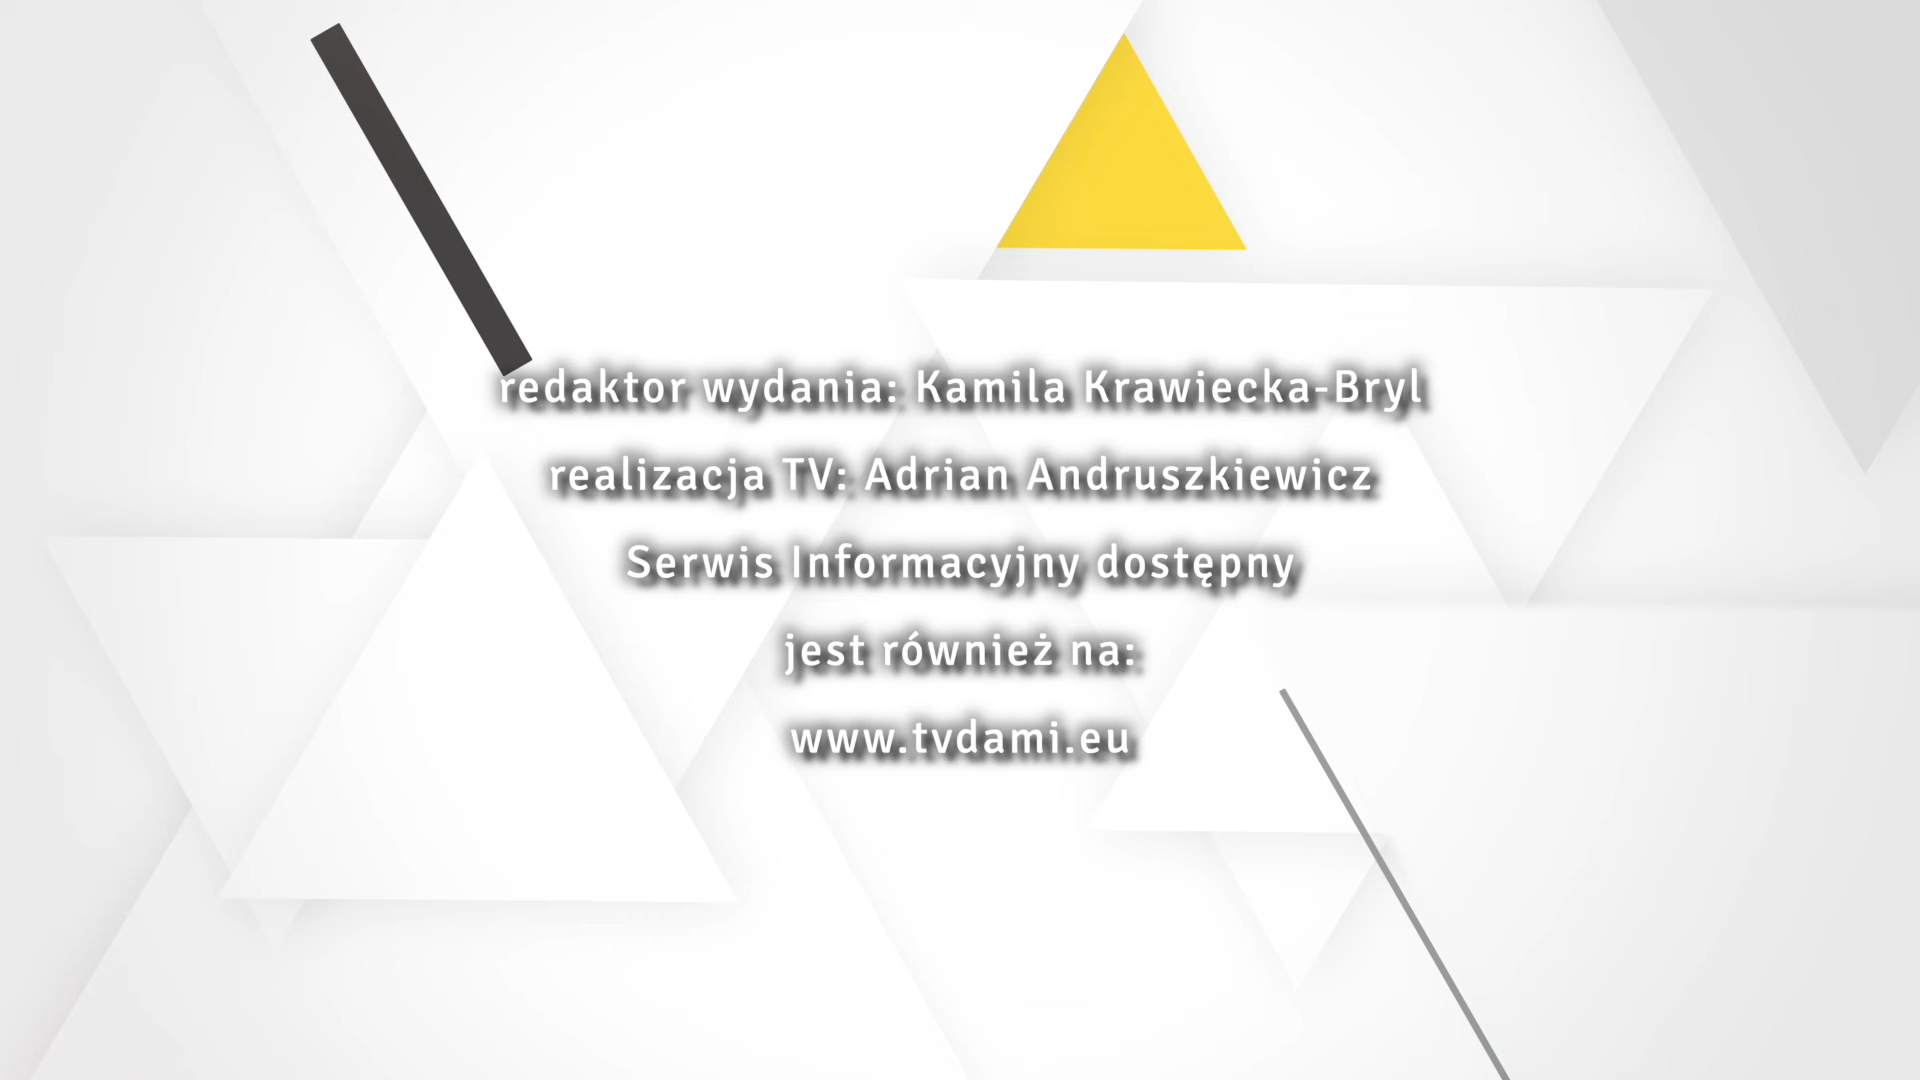 redaktor wydania: Kamila Krawiecka-Bryl
realizacja TV: Adrian Andruszkiewicz
Serwis Informacyjny dostępny
jest również na:
www.tvdami.eu